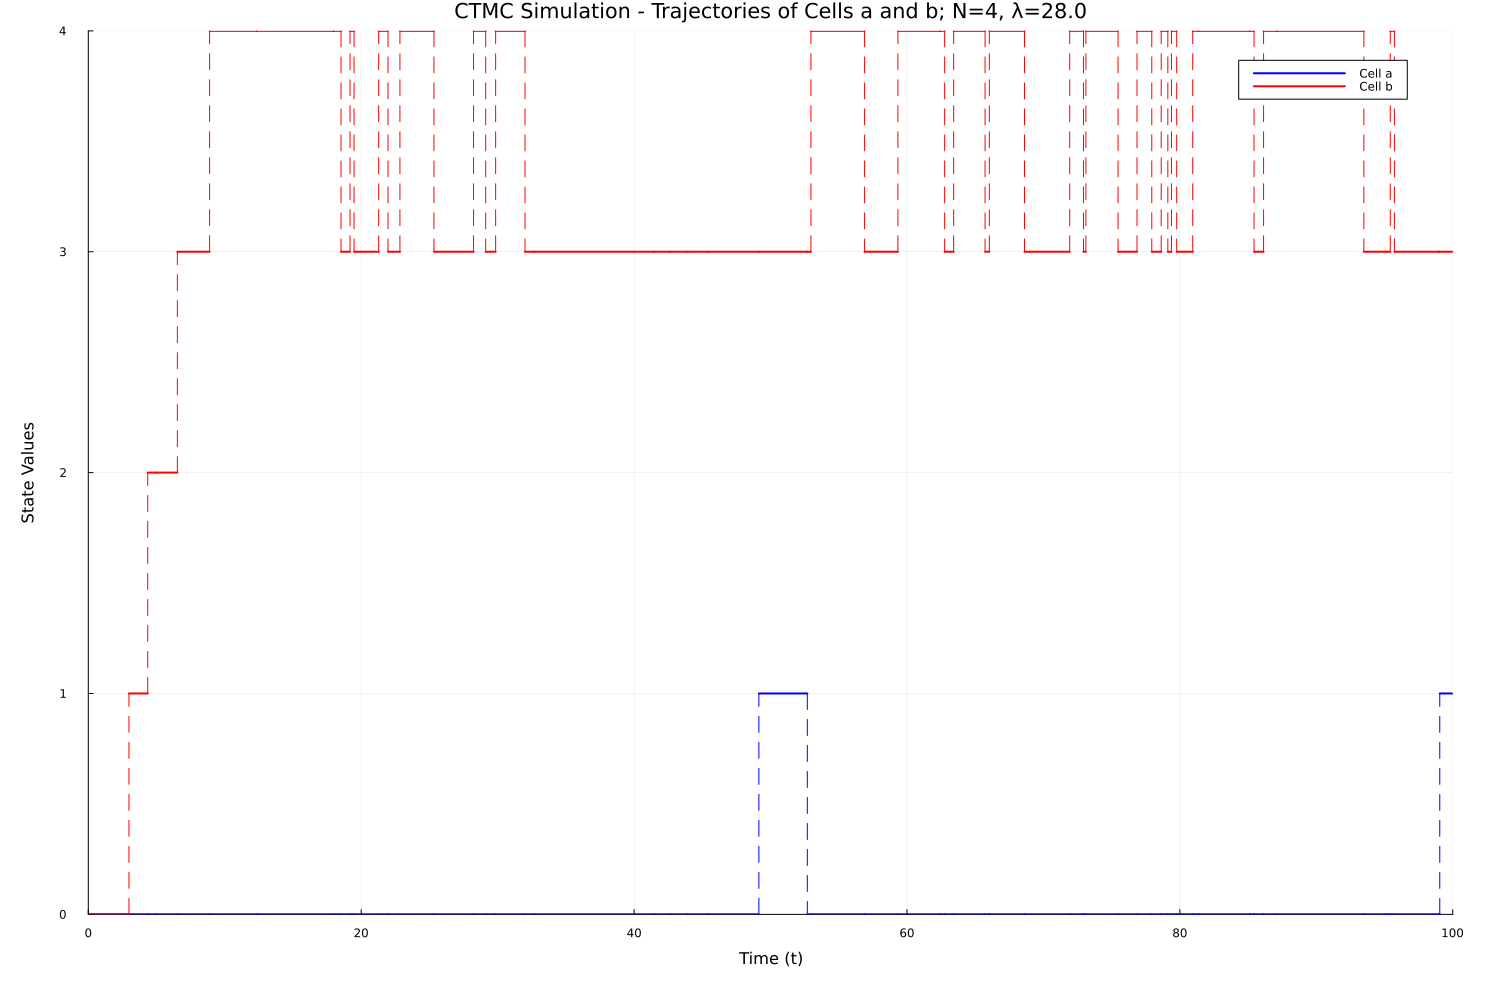 CTMC Simulation - Trajectories of Cells a and b; N=4, λ=28.0
4
Cell a
Cell b
3
State Values
2
1
0
0 20 40 60 80 100
Time (t)